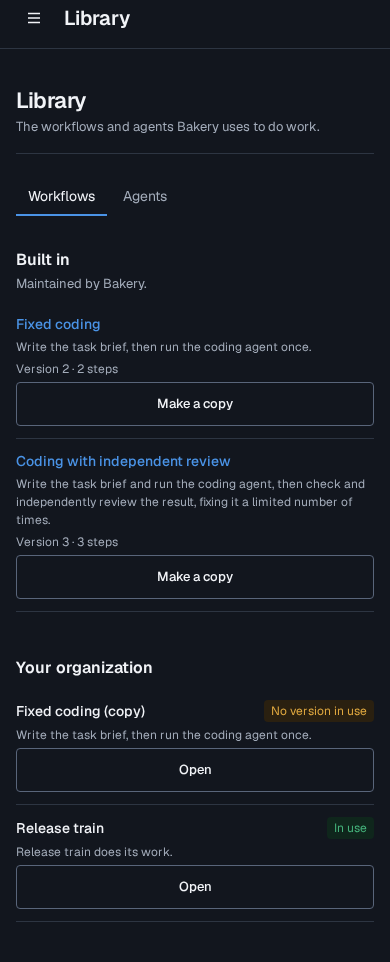 Library
Library
The workflows and agents Bakery uses to do work.
Workflows Agents
Built in
Maintained by Bakery.
Fixed coding
Write the task brief, then run the coding agent once.
Version 2 · 2 steps
Make a copy
Coding with independent review
Write the task brief and run the coding agent, then check and
independently review the result, fixing it a limited number of
times.
Version 3 · 3 steps
Make a copy
Your organization
Fixed coding (copy) No version in use
Write the task brief, then run the coding agent once.
Open
Release train In use
Release train does its work.
Open